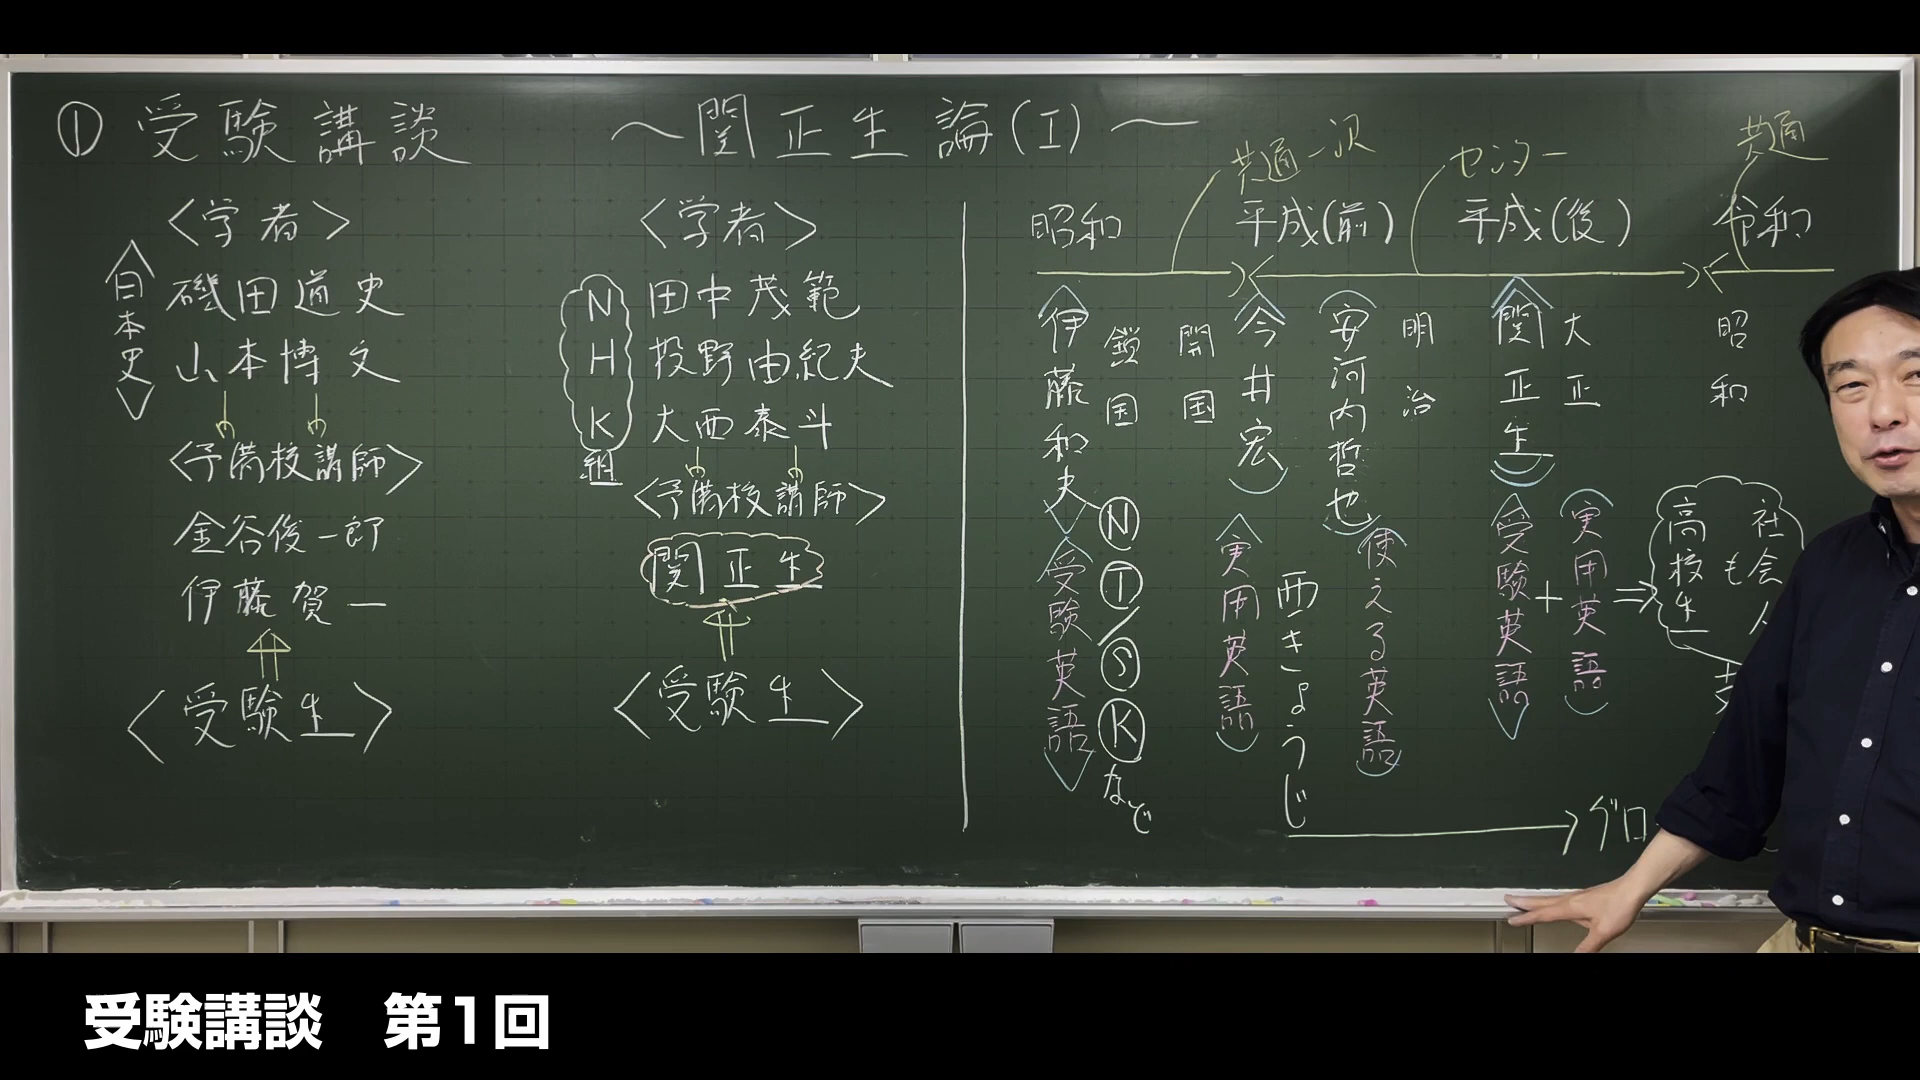 ① 受験講談 〜関正生論(I)〜
<学者>
日本史
磯田道史
山本博文
<予備校講師>
金谷俊一郎
伊藤賀一
<受験生>
<学者>
NHK組
田中茂範
投野由紀夫
大西泰斗
<予備校講師>
関正生
<受験生>
共通一次
センター
共通
昭和
平成(前)
平成(後)
令和
伊藤和夫
鎖国
開国
今井宏
安河内哲也
明治
関正生
大正
昭和
受験英語
N
T/
S
K
など
実用英語
西きょうじ
使える英語
受験英語
+
実用英語
⇒
高校生
も
社会人
グロ
受験講談 第1回